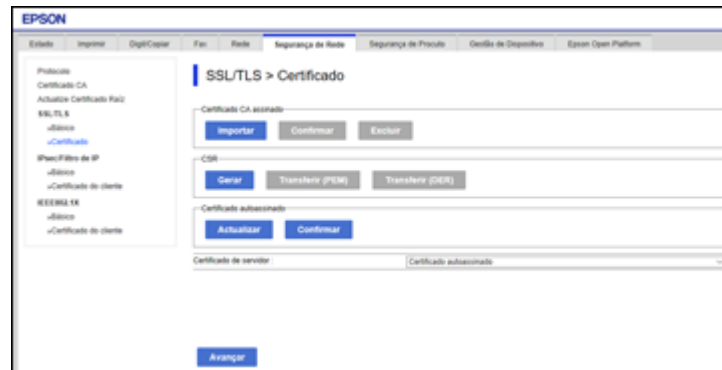 EPSON
Estado Imprimir Digit/Copiar Fax Rede Segurança de Rede Segurança de Produto Gestão de Dispositivo Epson Open Platform
SSL/TLS > Certificado
Protocolo
Certificado CA
Actualize Certificado Raiz
SSL/TLS
»Básico
»Certificado
IPsec/Filtro de IP
»Básico
»Certificado do cliente
IEEE802.1X
»Básico
»Certificado do cliente
Certificado CA assinado
Importar Confirmar Excluir
CSR
Gerar Transferir (PEM) Transferir (DER)
Certificado autoassinado
Actualizar Confirmar
Certificado de servidor : Certificado autoassinado
Avançar